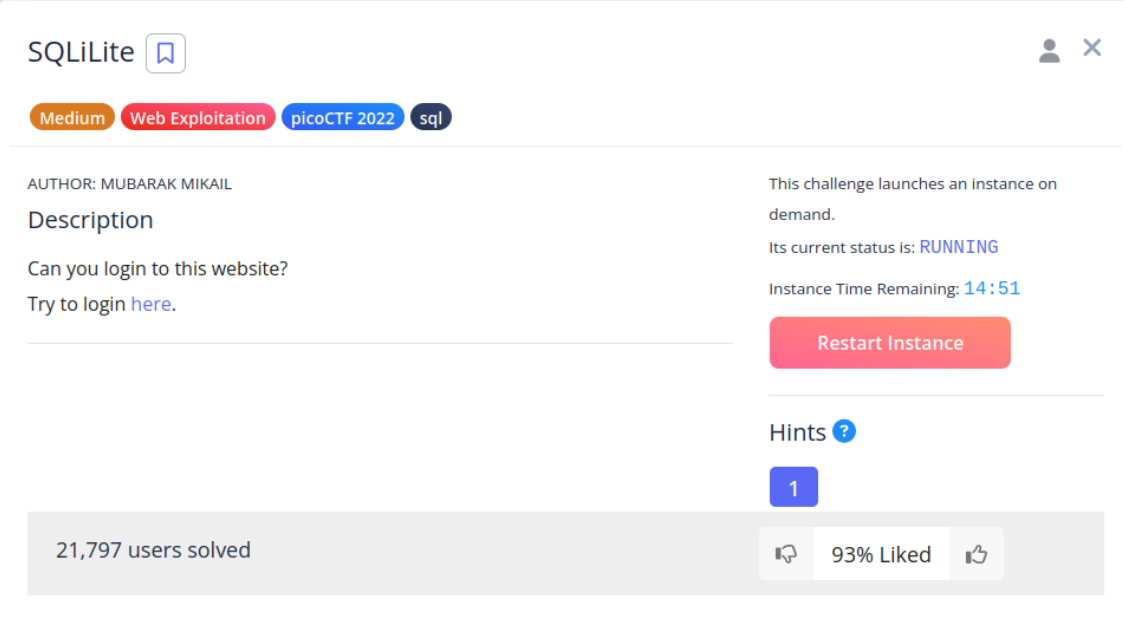 SQLiLite
Medium Web Exploitation picoCTF 2022 sql
AUTHOR: MUBARAK MIKAIL
Description
Can you login to this website?
Try to login here.
This challenge launches an instance on
demand.
Its current status is: RUNNING
Instance Time Remaining: 14:51
Restart Instance
Hints ?
1
21,797 users solved
93% Liked